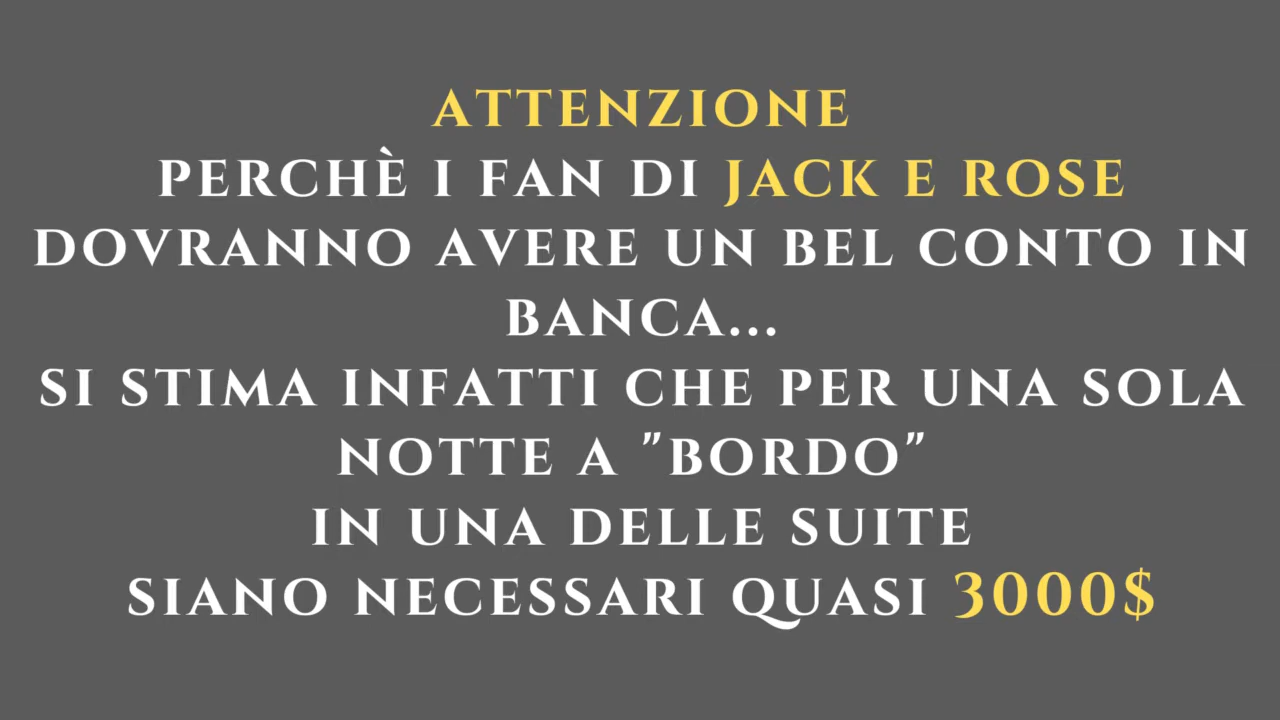 ATTENZIONE
PERCHÈ I FAN DI JACK E ROSE
DOVRANNO AVERE UN BEL CONTO IN
BANCA...
SI STIMA INFATTI CHE PER UNA SOLA
NOTTE A "BORDO"
IN UNA DELLE SUITE
SIANO NECESSARI QUASI 3000$